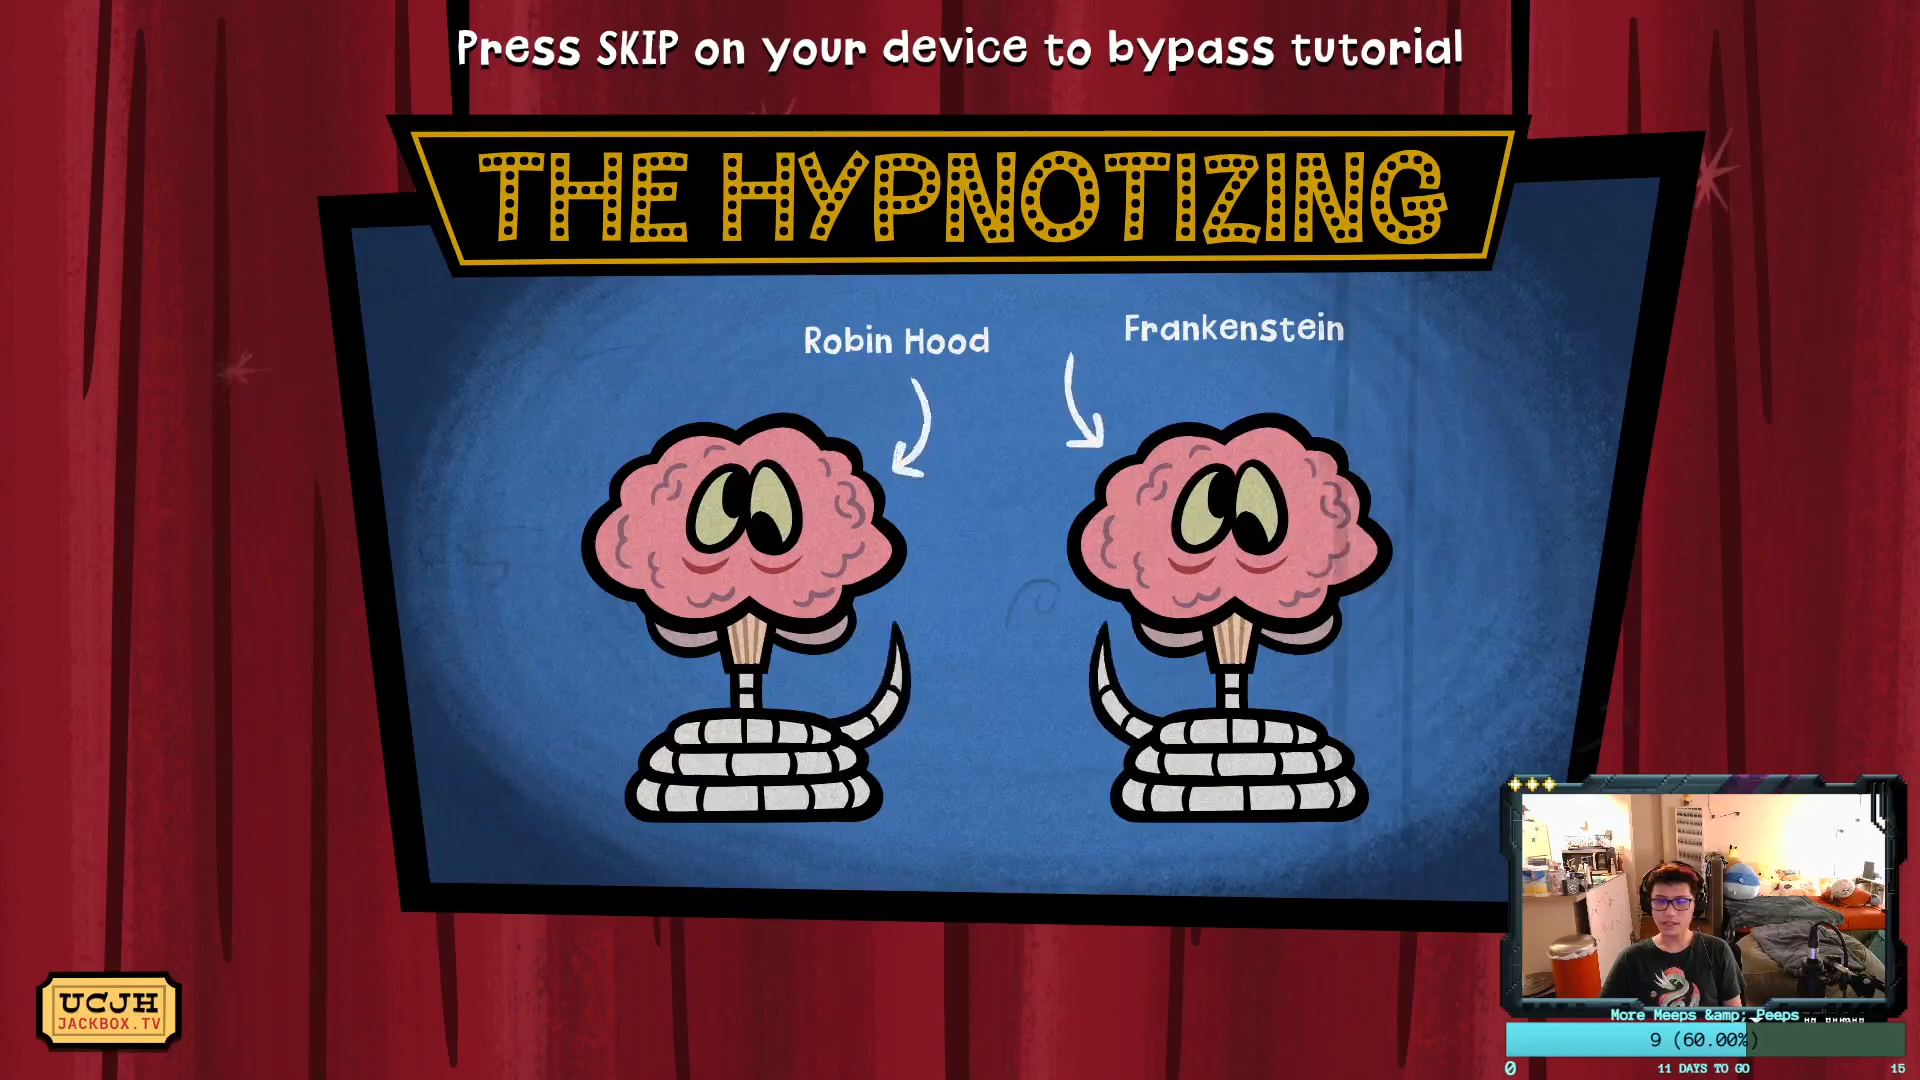 Press SKIP on your device to bypass tutorial
THE HYPNOTIZING
Robin Hood
Frankenstein
UCJH
JACKBOX.TV
More Meeps &amp; Peeps
9 (60.00%)
0
11 DAYS TO GO
15